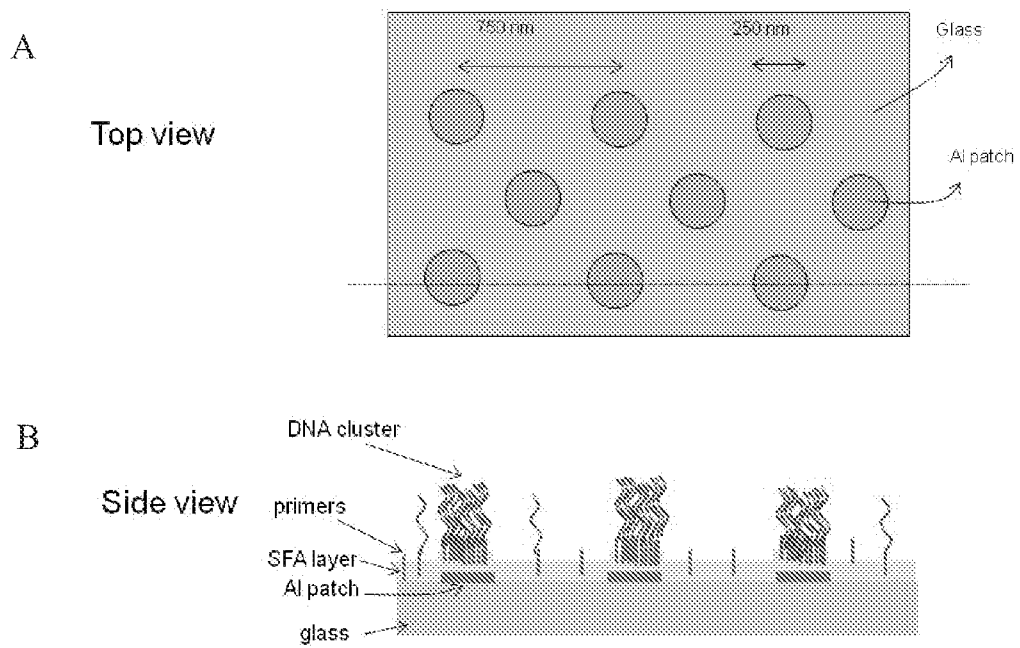 A
Top view
750 nm
250 nm
Glass
Al patch
B
Side view
DNA cluster
primers
SFA layer
Al patch
glass